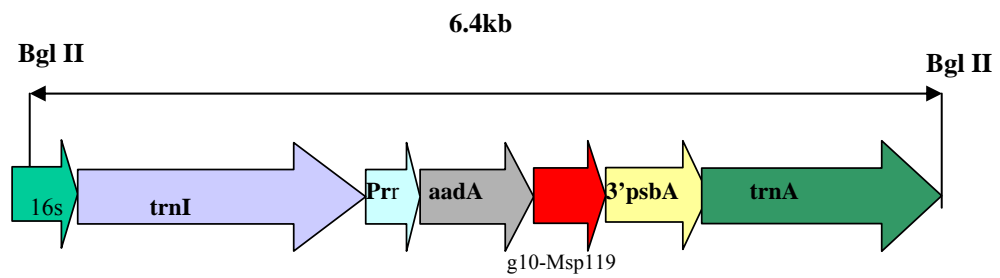 6.4kb
Bgl II
Bgl II
16s
trnI
Prr
aadA
g10-Msp119
3’psbA
trnA